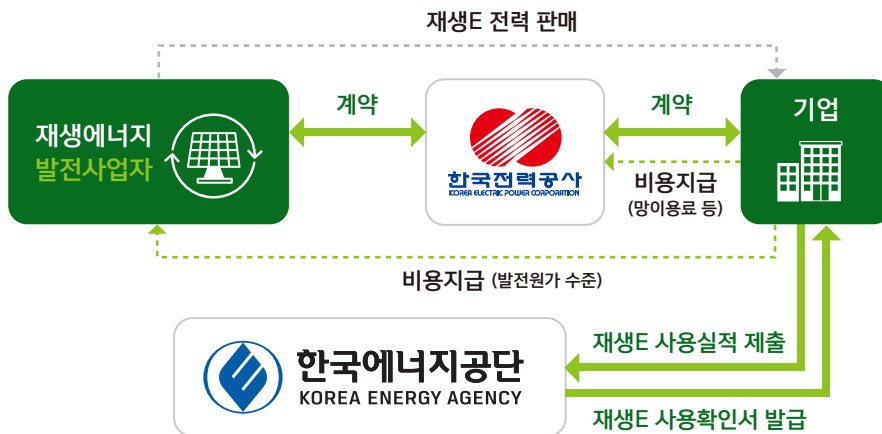 재생E 전력 판매
재생에너지
발전사업자
계약
한국전력공사
KOREA ELECTRIC POWER CORPORATION
계약
기업
비용지급
(망이용료 등)
비용지급 (발전원가 수준)
한국에너지공단
KOREA ENERGY AGENCY
재생E 사용실적 제출
재생E 사용확인서 발급